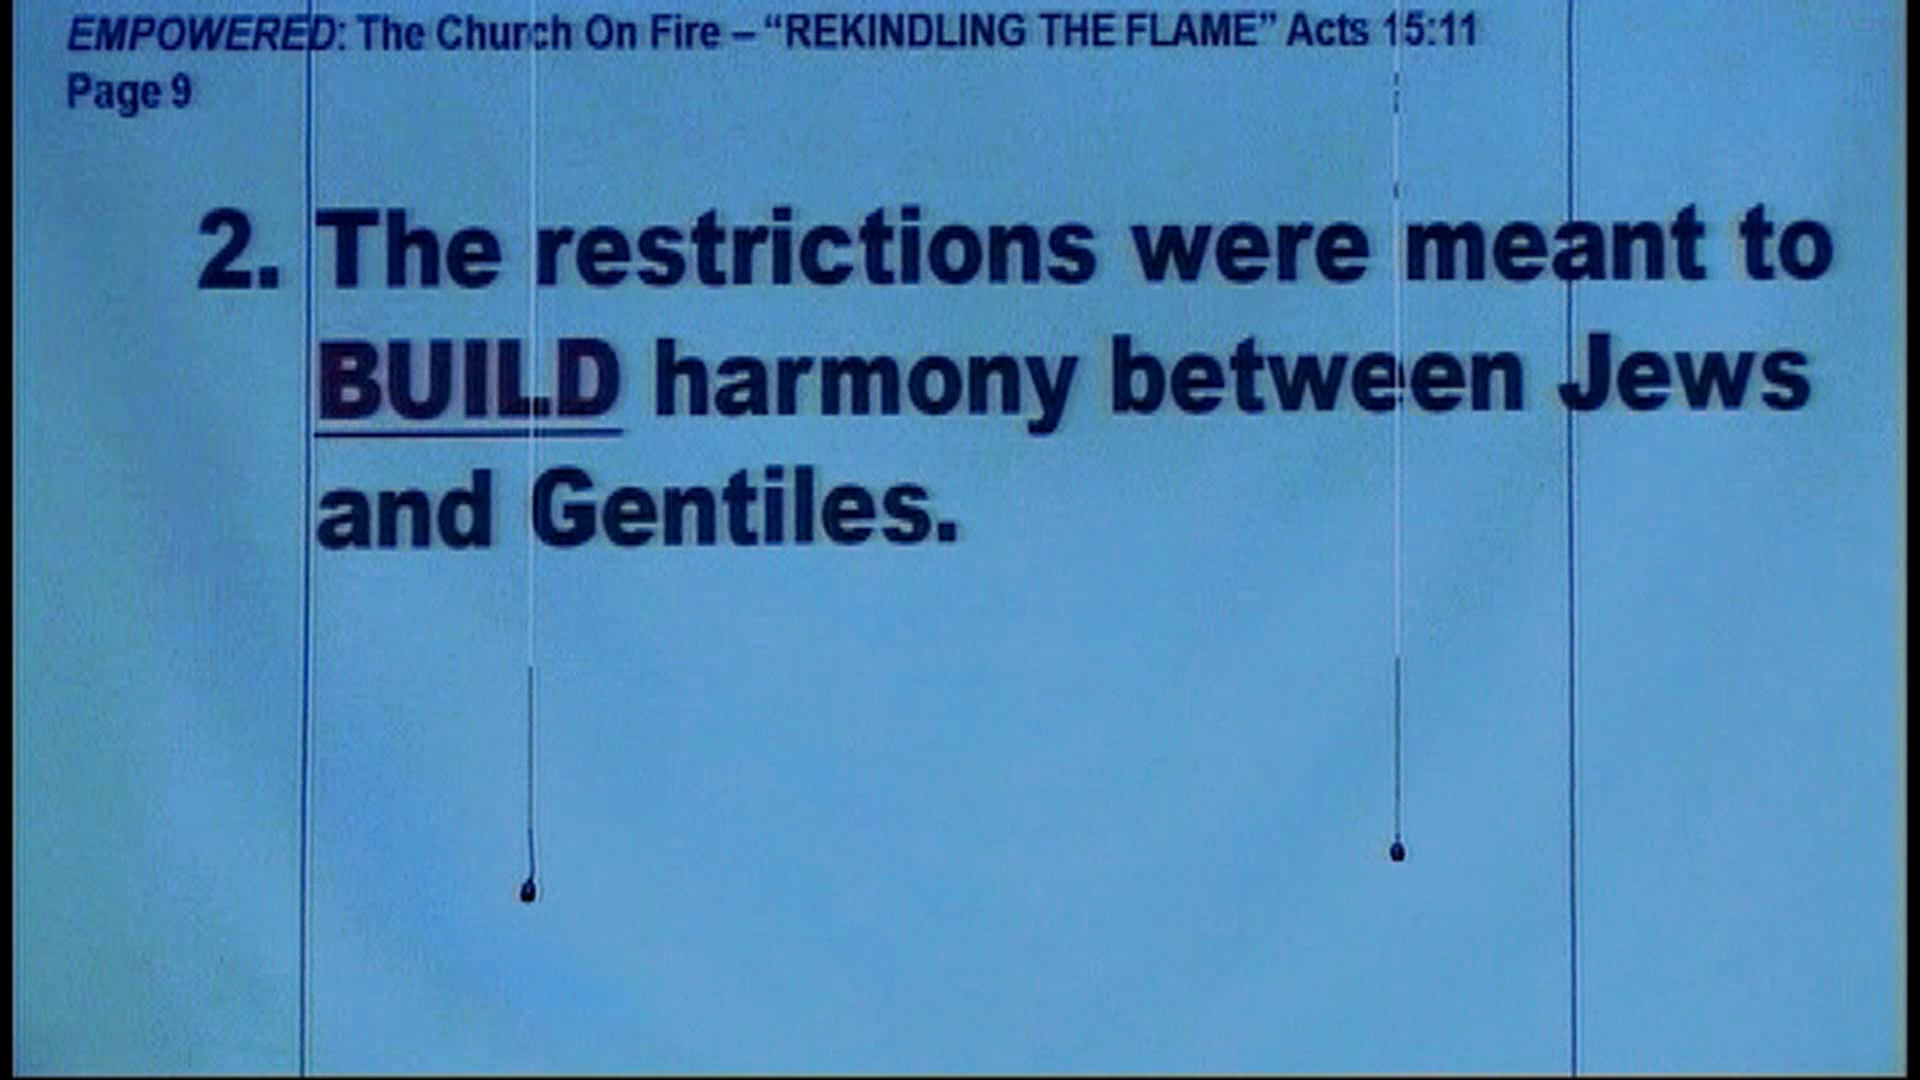 EMPOWERED: The Church On Fire – “REKINDLING THE FLAME” Acts 15:11
Page 9
2. The restrictions were meant to
BUILD harmony between Jews
and Gentiles.